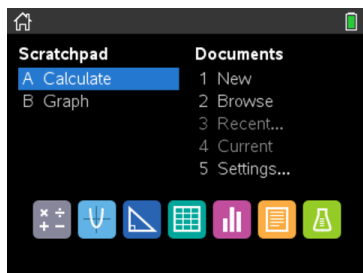 Scratchpad
A Calculate
B Graph
Documents
1 New
2 Browse
3 Recent...
4 Current
5 Settings...